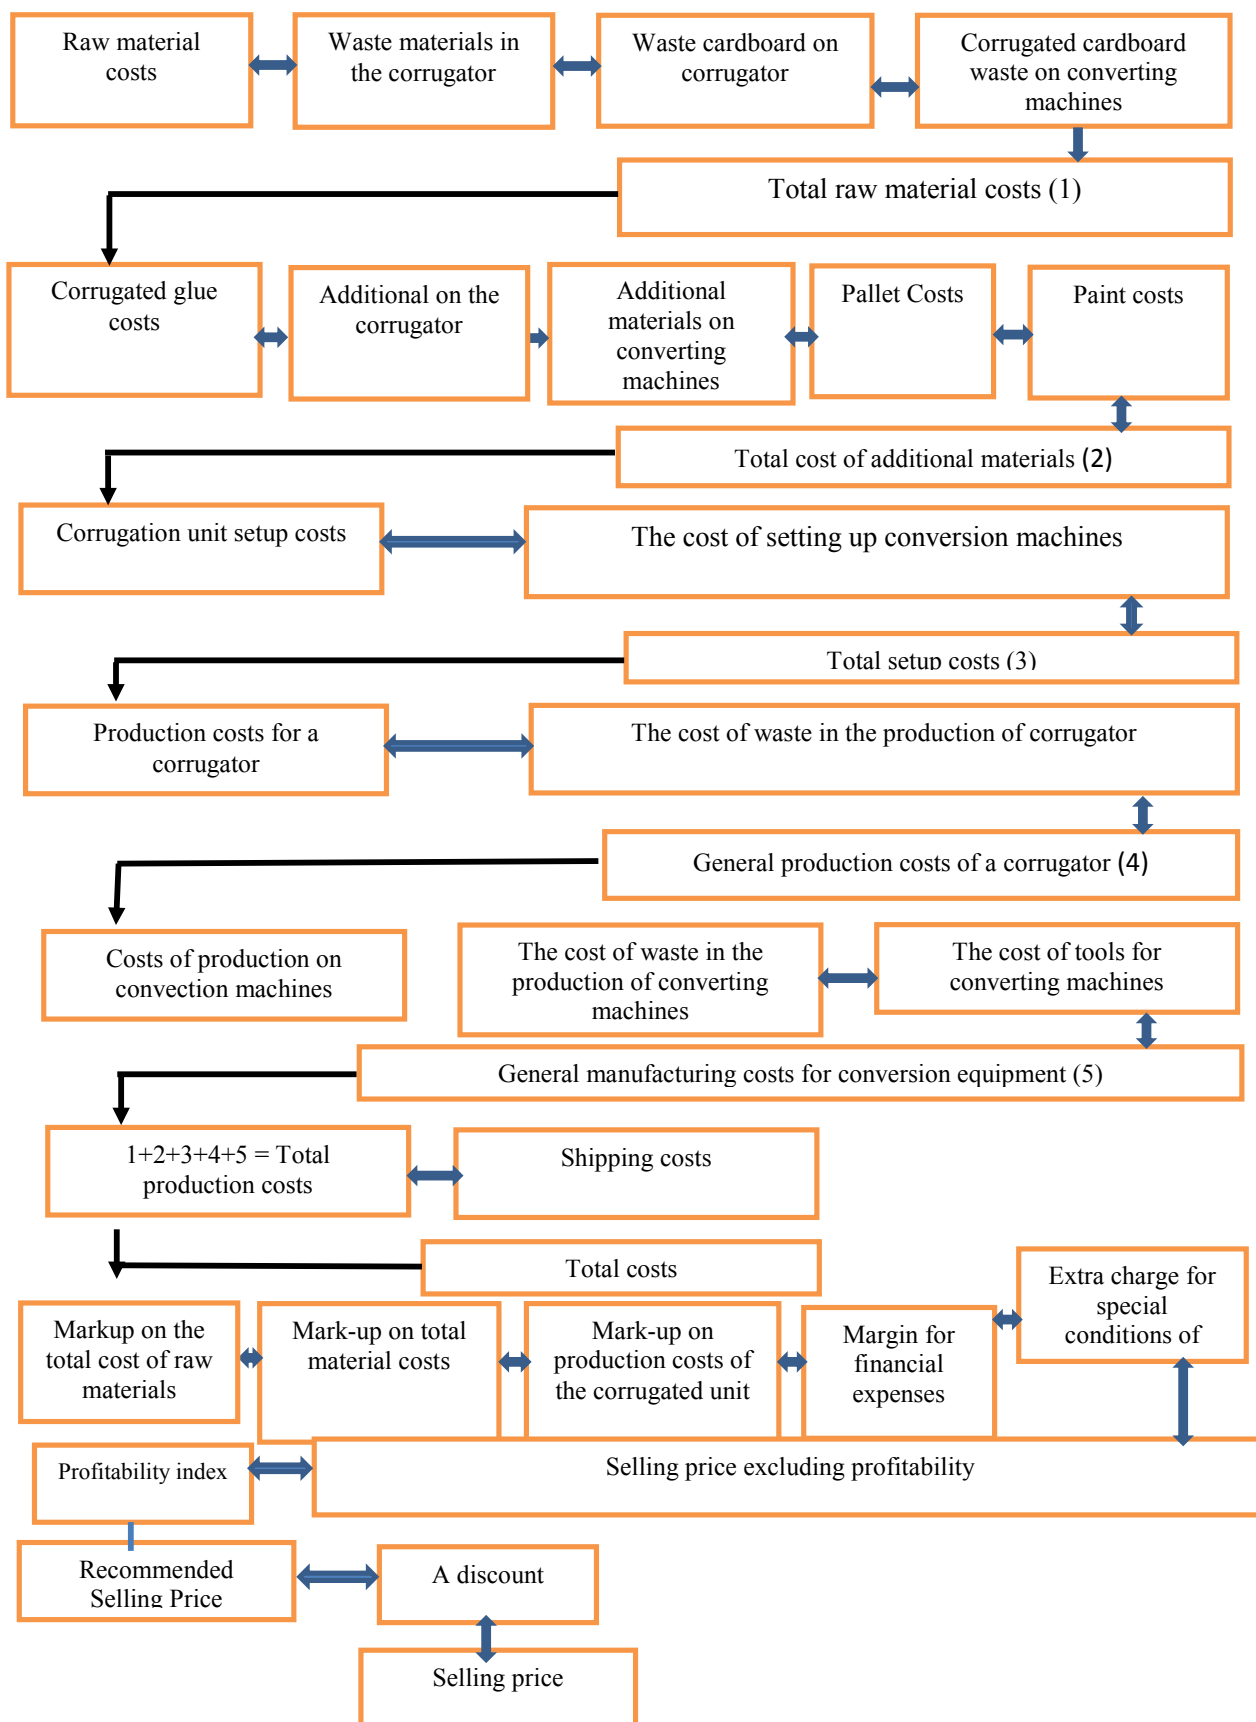 Raw material
costs
Waste materials in
the corrugator
Waste cardboard on
corrugator
Corrugated cardboard
waste on converting
machines
Total raw material costs (1)
Corrugated glue
costs
Additional on the
corrugator
Additional
materials on
converting
machines
Pallet Costs
Paint costs
Total cost of additional materials (2)
Corrugation unit setup costs
The cost of setting up conversion machines
Total setup costs (3)
Production costs for a
corrugator
The cost of waste in the production of corrugator
General production costs of a corrugator (4)
Costs of production on
convection machines
The cost of waste in the
production of converting
machines
The cost of tools for
converting machines
General manufacturing costs for conversion equipment (5)
1+2+3+4+5 = Total
production costs
Shipping costs
Total costs
Markup on the
total cost of raw
materials
Mark-up on total
material costs
Mark-up on
production costs of
the corrugated unit
Margin for
financial
expenses
Extra charge for
special
conditions of
Profitability index
Selling price excluding profitability
Recommended
Selling Price
A discount
Selling price